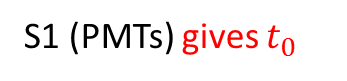 S1 (PMTs) gives t₀